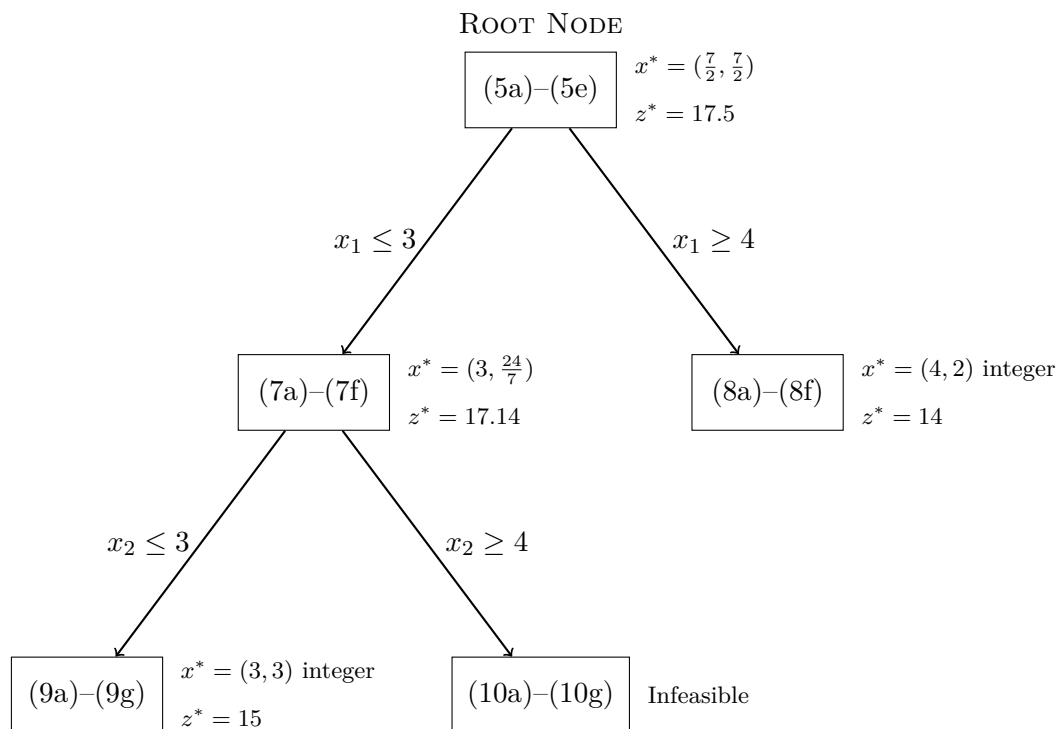 ROOT NODE
(5a)–(5e)
x* = (7/2, 7/2)
z* = 17.5
x₁ ≤ 3
x₁ ≥ 4
(7a)–(7f)
x* = (3, 24/7)
z* = 17.14
(8a)–(8f)
x* = (4, 2) integer
z* = 14
x₂ ≤ 3
x₂ ≥ 4
(9a)–(9g)
x* = (3, 3) integer
z* = 15
(10a)–(10g)
Infeasible